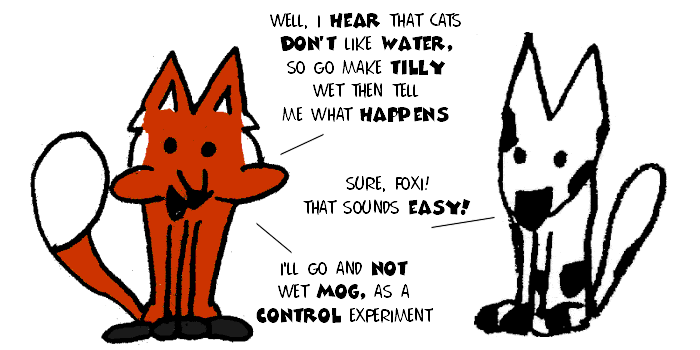 WELL, I HEAR THAT CATS
DON'T LIKE WATER,
SO GO MAKE TILLY
WET THEN TELL
ME WHAT HAPPENS
SURE, FOXI!
THAT SOUNDS EASY!
I'LL GO AND NOT
WET MOG, AS A
CONTROL EXPERIMENT